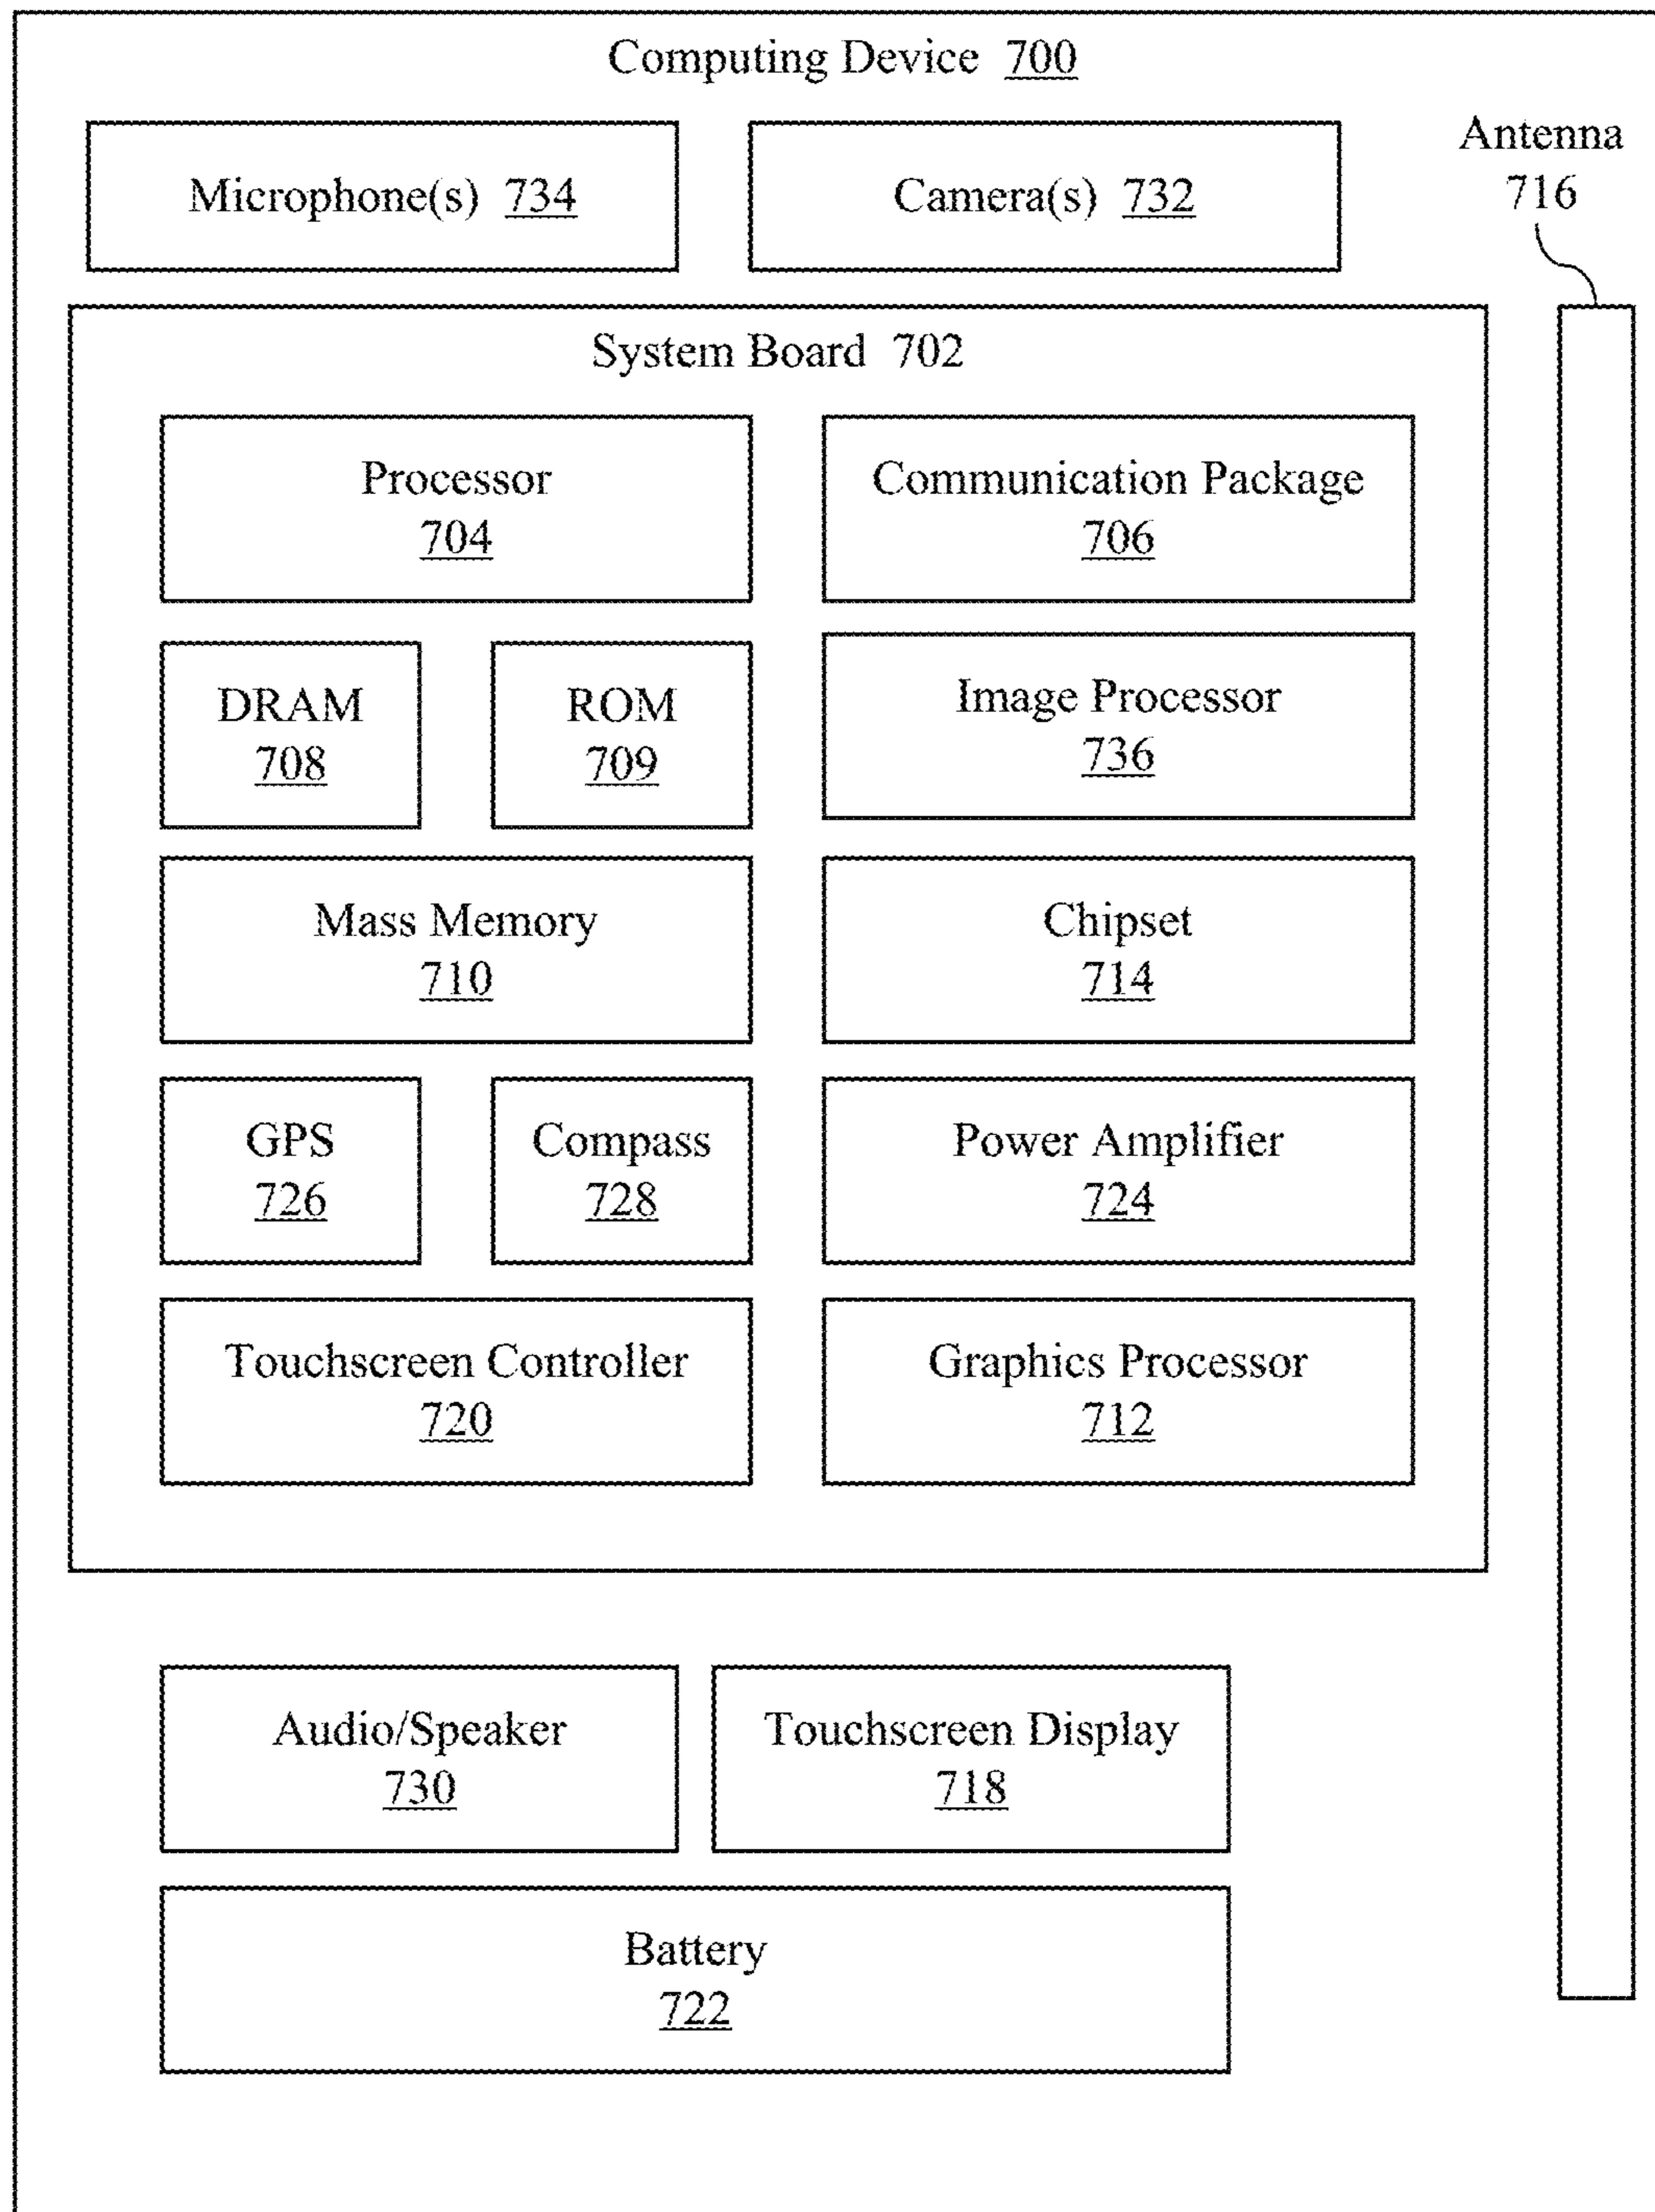 Computing Device 700
Antenna
716
Microphone(s) 734
Camera(s) 732
System Board 702
Processor
704
Communication Package
706
DRAM
708
ROM
709
Image Processor
736
Mass Memory
710
Chipset
714
GPS
726
Compass
728
Power Amplifier
724
Touchscreen Controller
720
Graphics Processor
712
Audio/Speaker
730
Touchscreen Display
718
Battery
722